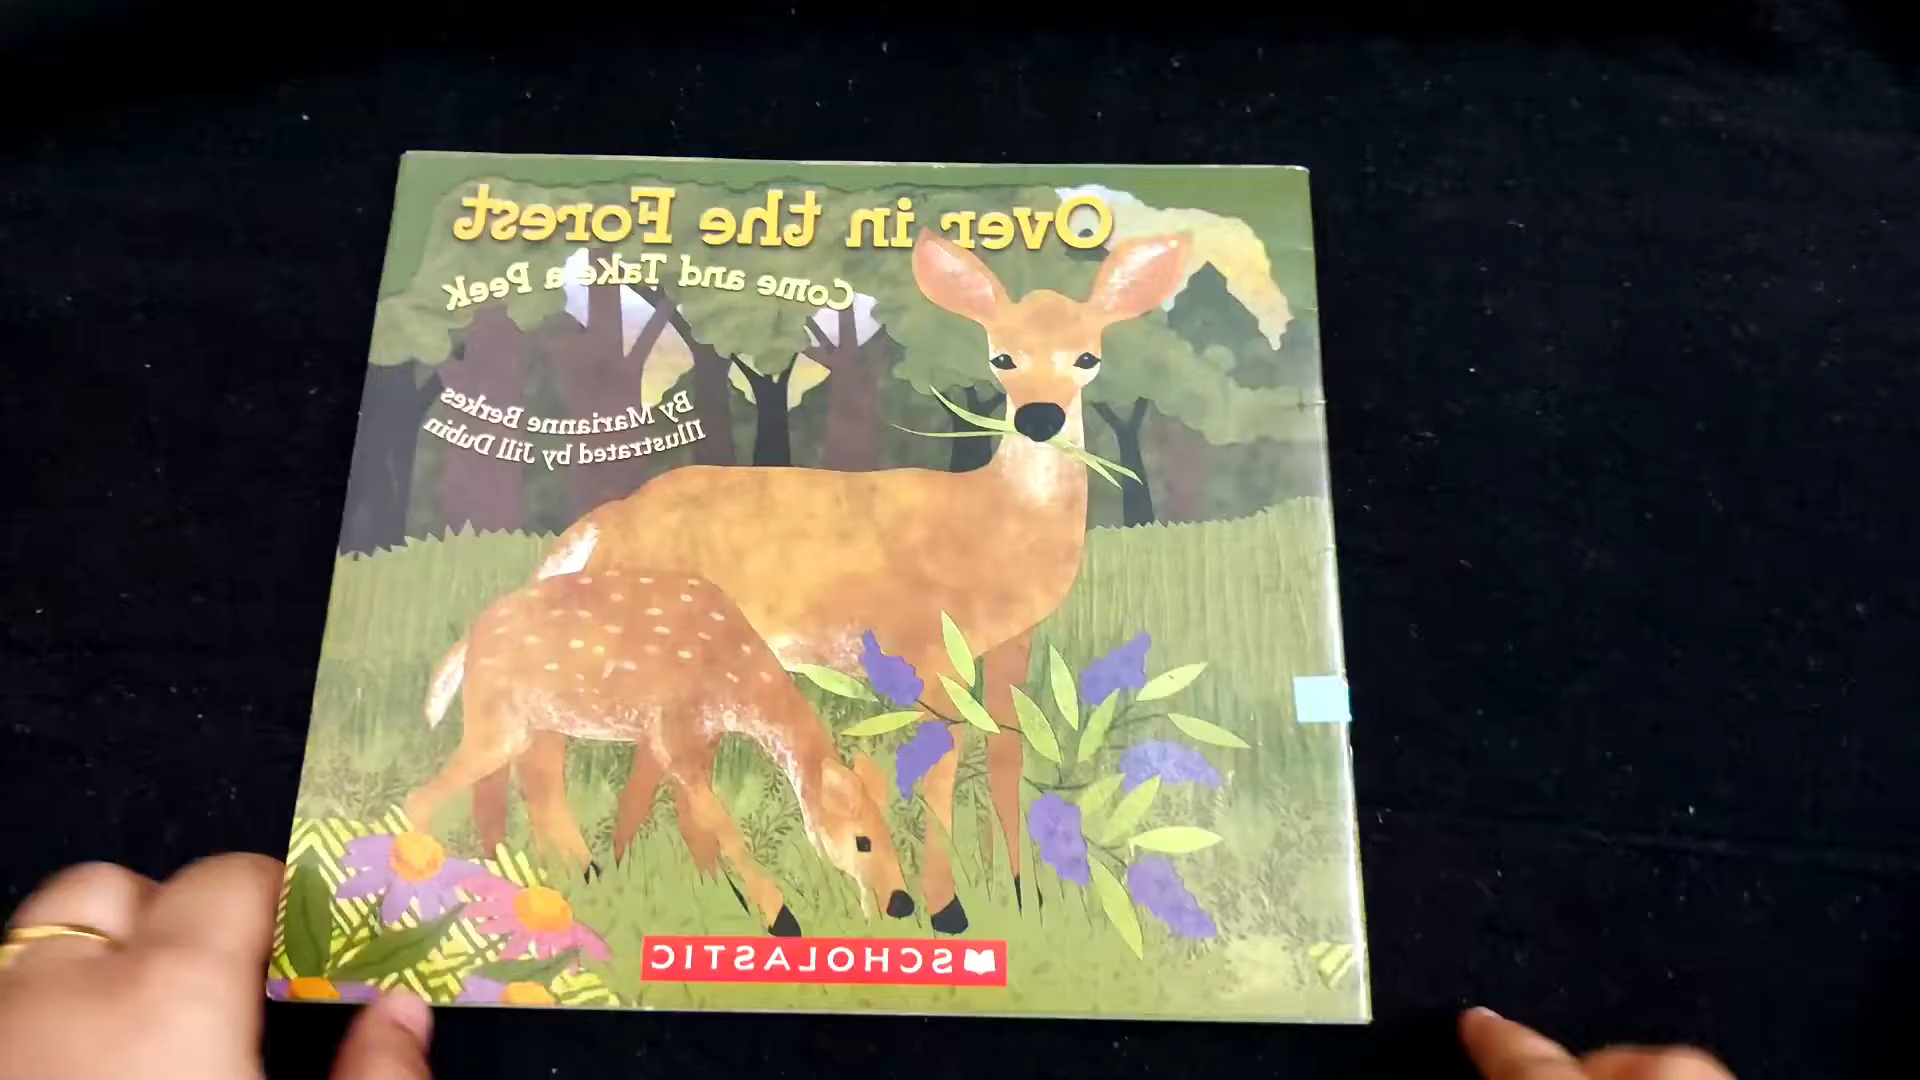 Over in the Forest
Come and Take a Peek
By Marianne Berkes
Illustrated by Jill Dubin
SCHOLASTIC